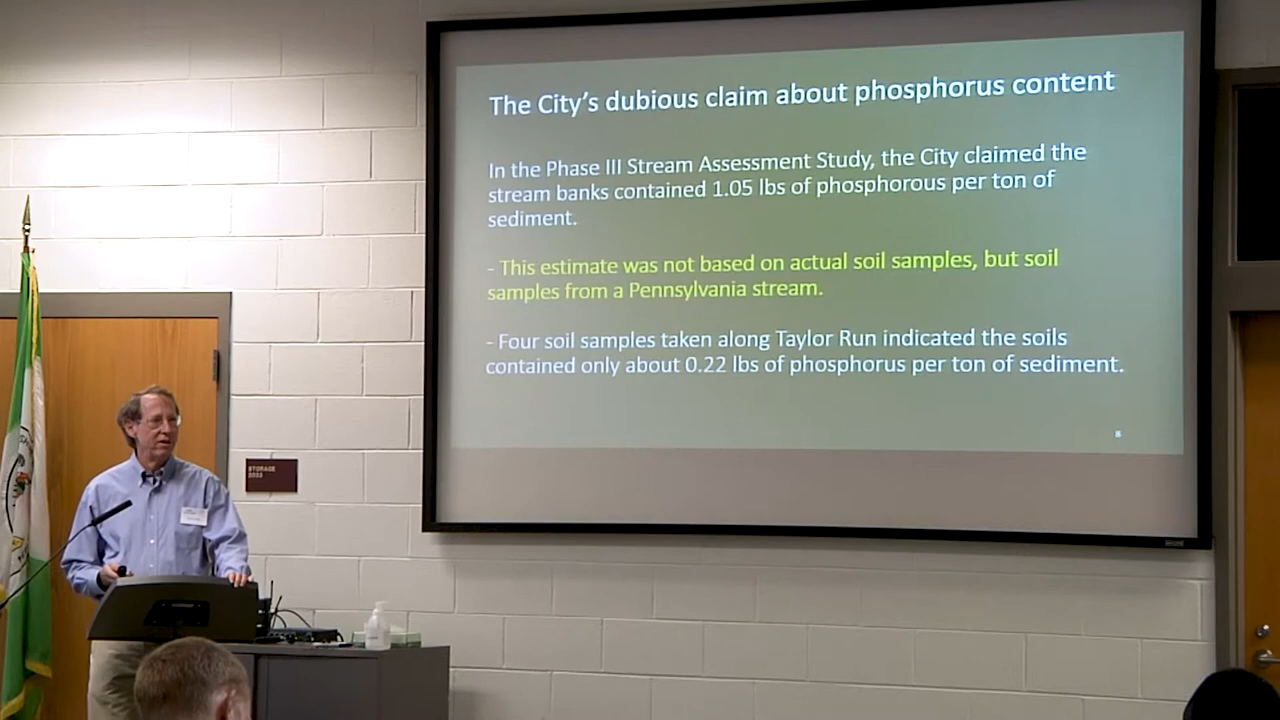 The City's dubious claim about phosphorus content
In the Phase III Stream Assessment Study, the City claimed the
stream banks contained 1.05 lbs of phosphorous per ton of
sediment.
- This estimate was not based on actual soil samples, but soil
samples from a Pennsylvania stream.
- Four soil samples taken along Taylor Run indicated the soils
contained only about 0.22 lbs of phosphorus per ton of sediment.
8
STORAGE